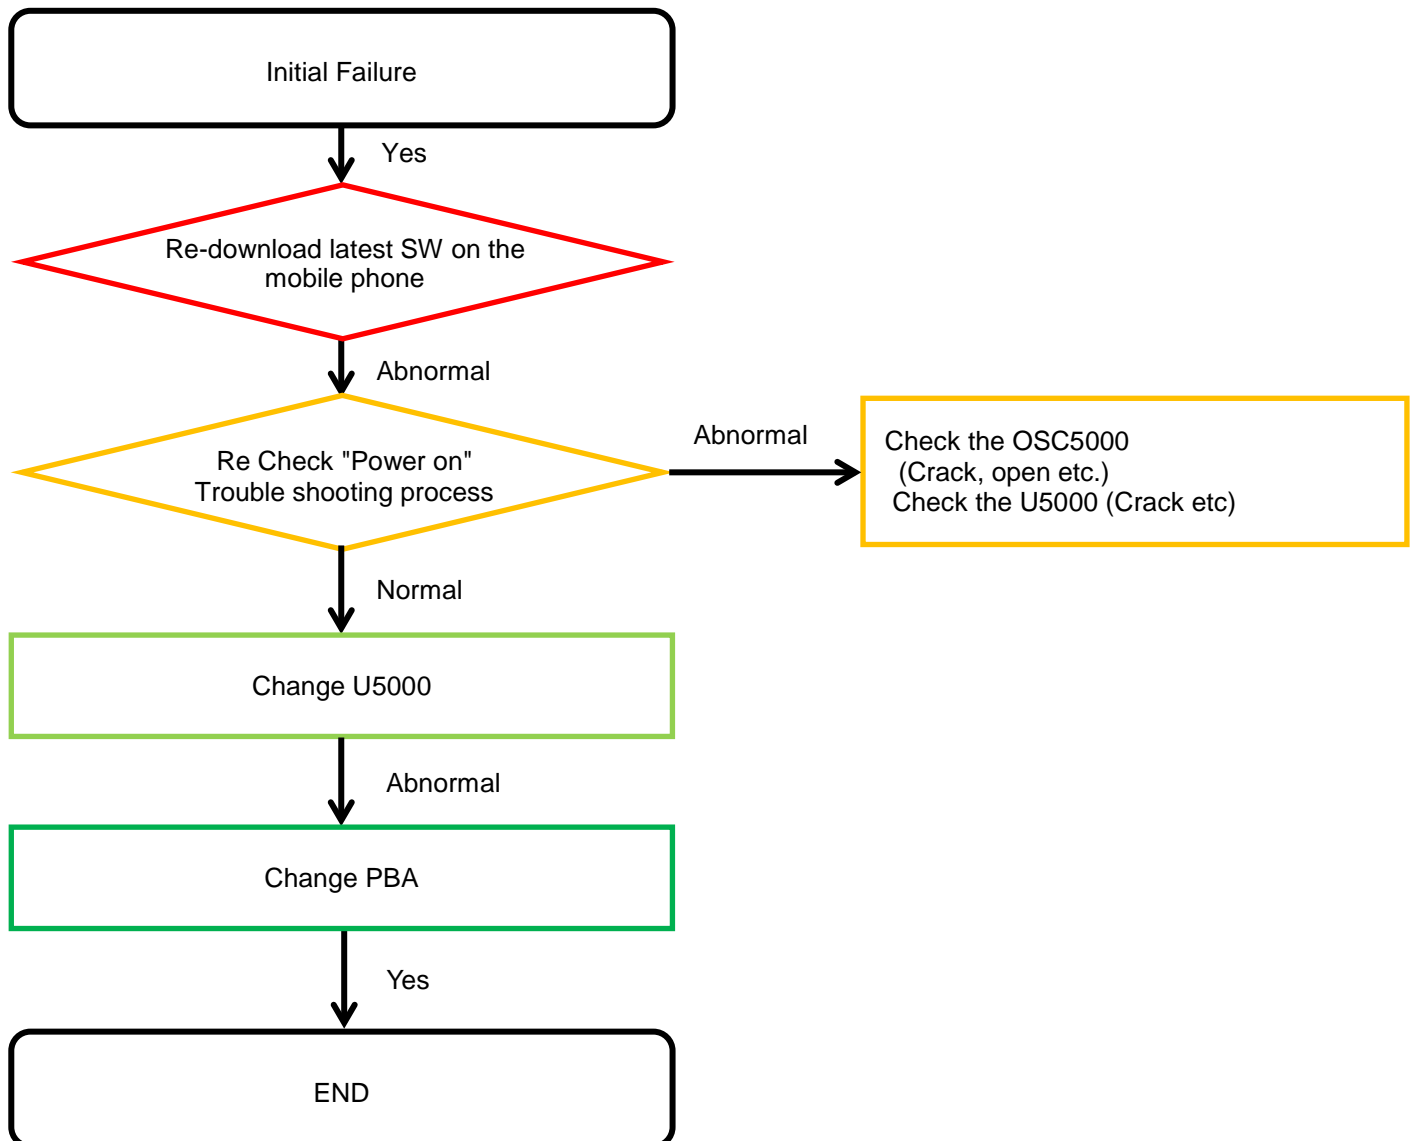 Initial Failure
Yes
Re-download latest SW on the
mobile phone
Abnormal
Re Check "Power on"
Trouble shooting process
Abnormal
Check the OSC5000
(Crack, open etc.)
Check the U5000 (Crack etc)
Normal
Change U5000
Abnormal
Change PBA
Yes
END